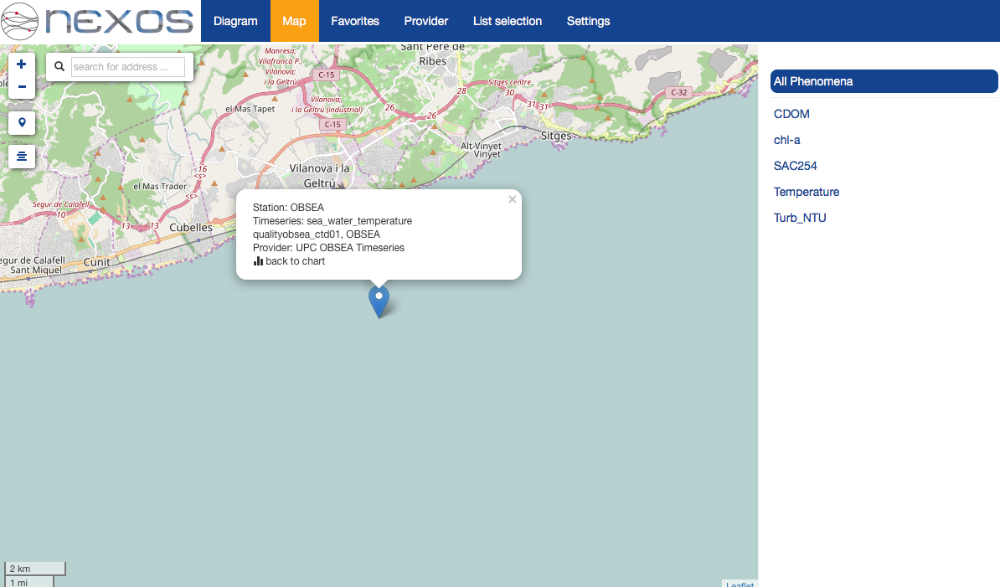 nexos
Diagram
Map
Favorites
Provider
List selection
Settings
+
−
search for address ...
Sant Pere de
Ribes
Manresa;
Vilafranca P.,
Vilanova;
i la Geltrú
C-15
Sitges centre
30
C-32
el Mas Tapet
Vilanova;
i la Geltrú (industrial)
26
26
28
31
31
C-15
Sitges
Alt-Vinyet
Vinyet
Vilanova i la
Geltrú
16
<S>
el Mas Trader
<S>
Segur de Calafell
13
13
Cubelles
egur de Calafell
Sant Miquel
Cunit
Station: OBSEA
Timeseries: sea_water_temperature
qualityobsea_ctd01, OBSEA
Provider: UPC OBSEA Timeseries
back to chart
×
2 km
1 mi
Leaflet
All Phenomena
CDOM
chl-a
SAC254
Temperature
Turb_NTU